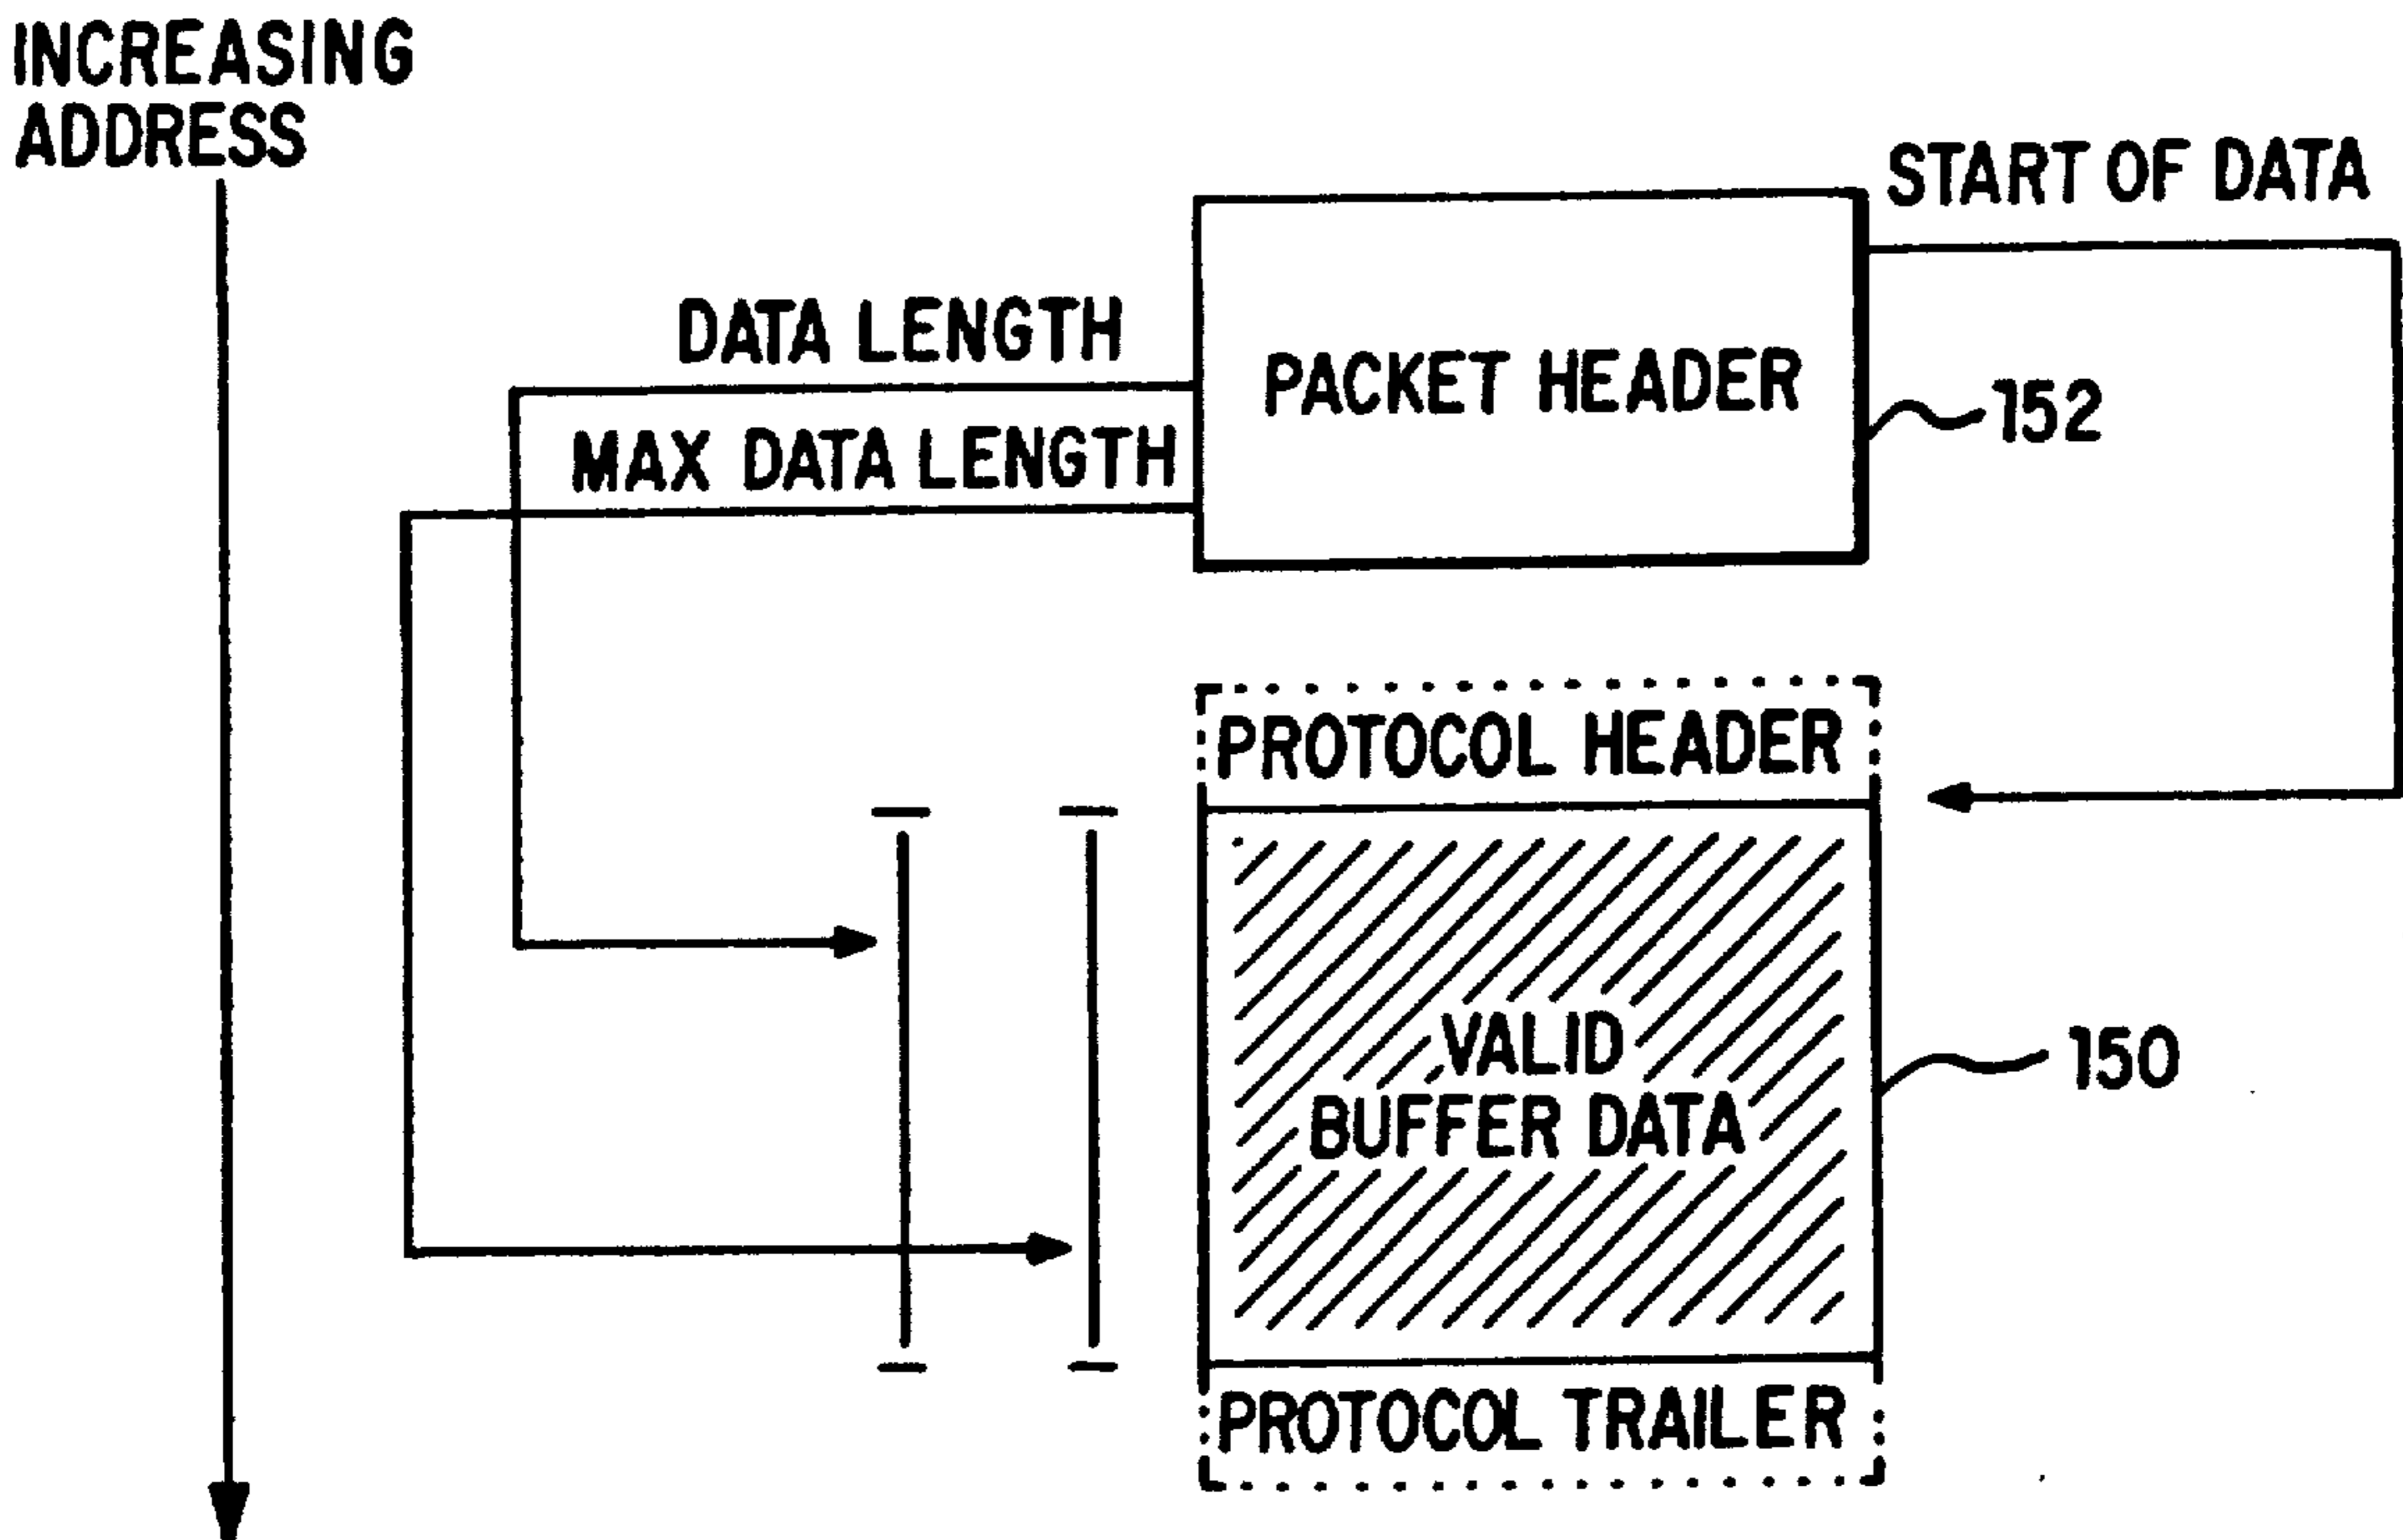 INCREASING
ADDRESS
START OF DATA
DATA LENGTH
PACKET HEADER
152
MAX DATA LENGTH
PROTOCOL HEADER
VALID
BUFFER DATA
150
PROTOCOL TRAILER